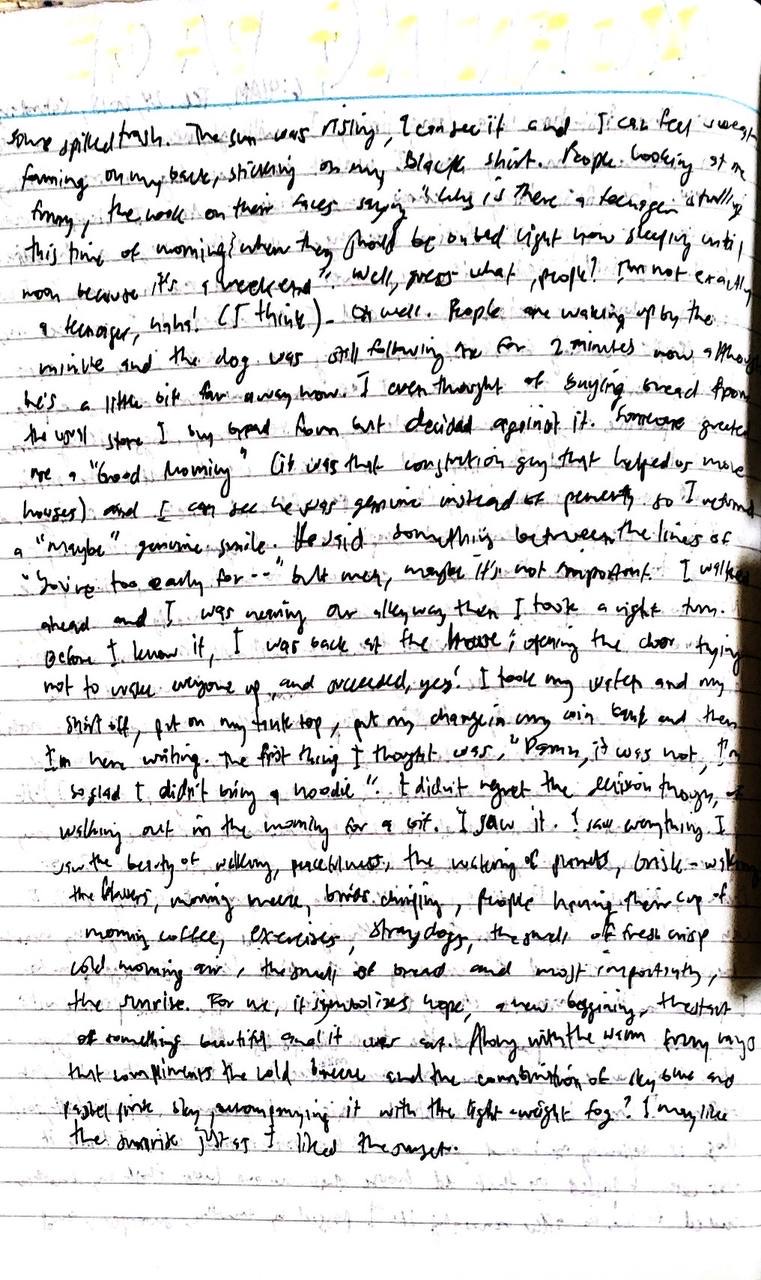 some spilled trash. The sun was rising, I can see it and I can feel sweat
forming on my back, sticking on my Black shirt. People looking at me
funny, the look on their faces saying "Why is there a teenager strolling
this time of morning? when they should be on bed right now sleeping until
noon because it's a weekend". Well, guess what, people? I'm not exactly
a teenager, haha! (I think). Oh well. People are waking up by the
minute and the dog was still following me for 2 minutes now although
he's a little bit far away now. I even thought of buying bread from
the usual store I buy bread from but decided against it. Someone greeted
me a "Good Morning" (it was that constrution guy that helped us move
houses) and I can see he was genuine instead of so I returned
a "maybe" genuine smile. He said something between the lines of
"You're too early for --" but meh, maybe it's not important. I walked
ahead and I was nearing our alleyway then I took a right turn.
Before I know it, I was back at the house; opening the door trying
not to wake everyone up, and succeeded, yes! I took my watch and my
shirt off, put on my tank top, put my change in my coin bank and then
I'm here writing. The first thing I thought was, "Damn, it was hot, I'm
so glad I didn't bring a hoodie". I didn't regret the decision though, of
walking out in the morning for a bit. I saw it. I saw everything. I
saw the beauty of walking, peacefulness, the watering of plants, brisk-walking
the flowers, morning breeze, birds chirping, people having their cup of
morning coffee, exercises, stray dogs, the smell of fresh crisp
cold morning air, the smell of bread and most importantly,
the sunrise. For me, it symbolizes hope, a new beggining, the start
of something beautiful and it was. Along with the warm sunny rays
that compliments the cold breeze and the combination of sky blue and
pastel pink sky accompanying it with the light-weight fog? I may like
the sunrise just as I liked the sunset.